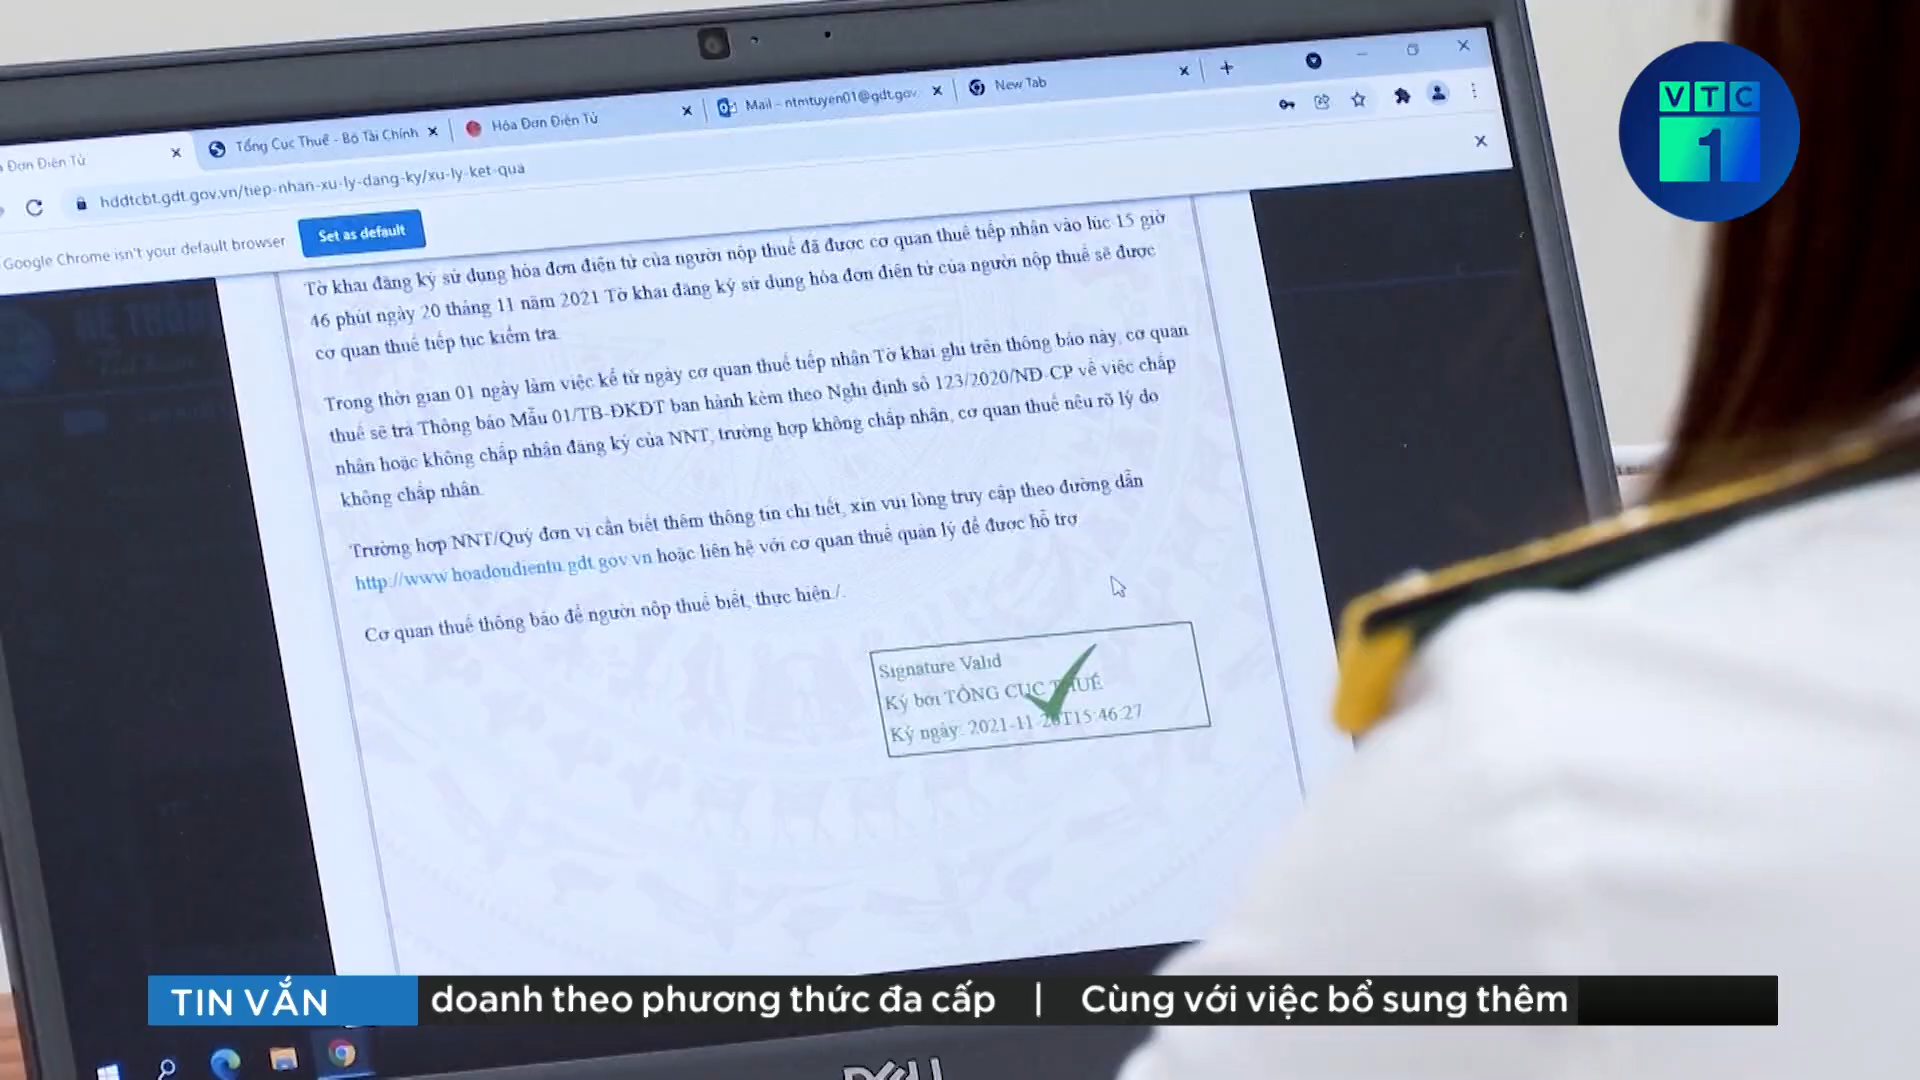 VTC
1
Đơn Điện Tử
Tổng Cục Thuế - Bộ Tài Chính
Hóa Đơn Điện Tử
Mail - ntmtuyen01@gdt.gov.
New Tab
hddtcbt.gdt.gov.vn/tiep-nhan-xu-ly-dang-ky/xu-ly-ket-qua
Google Chrome isn't your default browser
Set as default
Tờ khai đăng ký sử dụng hóa đơn điện tử của người nộp thuế đã được cơ quan thuế tiếp nhận vào lúc 15 giờ
46 phút ngày 20 tháng 11 năm 2021 Tờ khai đăng ký sử dụng hóa đơn điện tử của người nộp thuế sẽ được
cơ quan thuế tiếp tục kiểm tra.
Trong thời gian 01 ngày làm việc kể từ ngày cơ quan thuế tiếp nhận Tờ khai ghi trên thông báo này, cơ quan
thuế sẽ trả Thông báo Mẫu 01/TB-ĐKĐT ban hành kèm theo Nghị định số 123/2020/NĐ-CP về việc chấp
nhận hoặc không chấp nhận đăng ký của NNT, trường hợp không chấp nhận, cơ quan thuế nêu rõ lý do
không chấp nhận.
Trường hợp NNT/Quý đơn vị cần biết thêm thông tin chi tiết, xin vui lòng truy cập theo đường dẫn
http://www.hoadondientu.gdt.gov.vn hoặc liên hệ với cơ quan thuế quản lý để được hỗ trợ
Cơ quan thuế thông báo để người nộp thuế biết, thực hiện./.
Signature Valid
Ký bởi TỔNG CỤC THUẾ
Ký ngày: 2021-11-20T15:46:27
TIN VẮN
doanh theo phương thức đa cấp | Cùng với việc bổ sung thêm
DELL